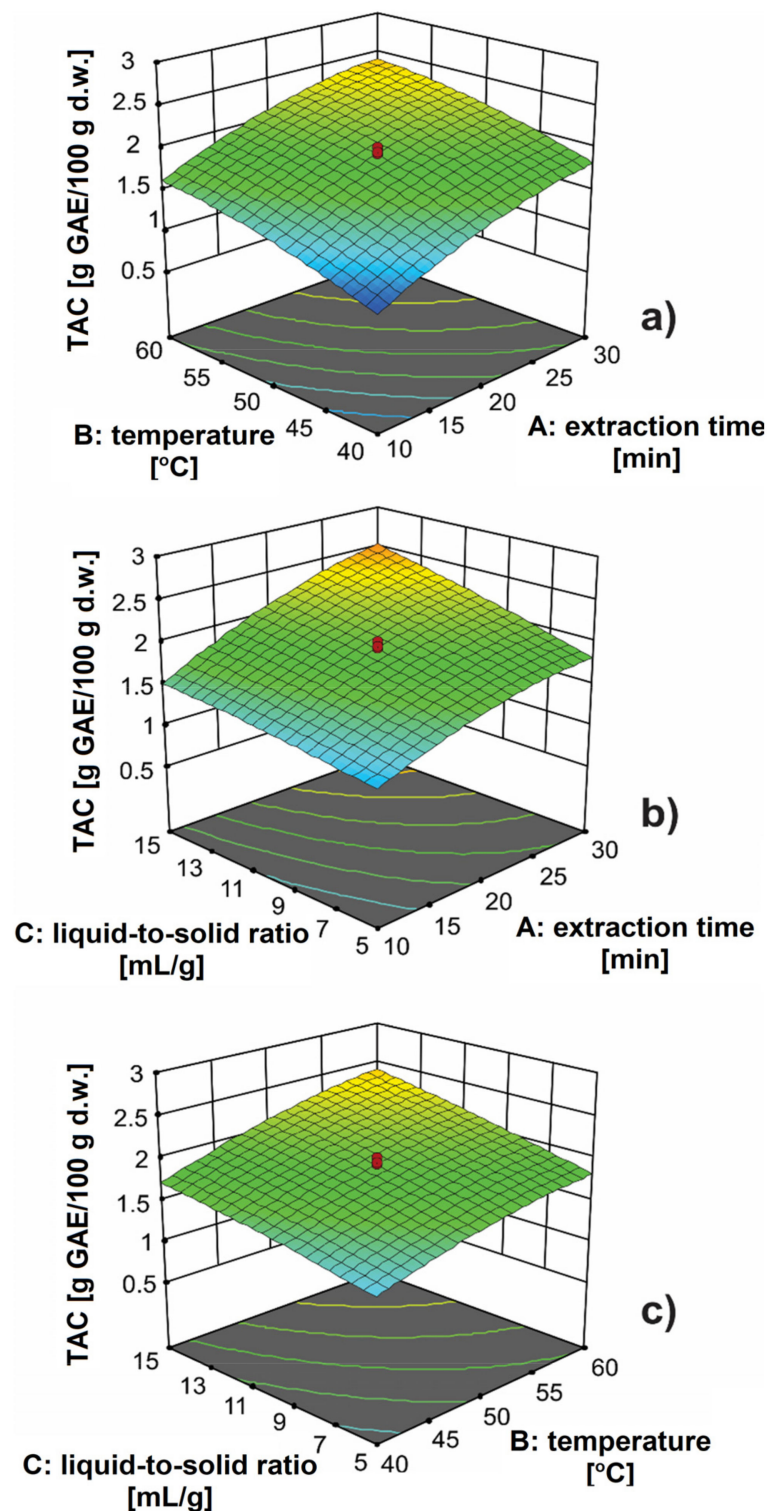 3
2.5
2
1.5
1
0.5
TAC [g GAE/100 g d.w.]
a)
60
55
50
45
40
10
15
20
25
30
B: temperature
[°C]
A: extraction time
[min]
3
2.5
2
1.5
1
0.5
TAC [g GAE/100 g d.w.]
b)
15
13
11
9
7
5
10
15
20
25
30
C: liquid-to-solid ratio
[mL/g]
A: extraction time
[min]
3
2.5
2
1.5
1
0.5
TAC [g GAE/100 g d.w.]
c)
15
13
11
9
7
5
40
45
50
55
60
C: liquid-to-solid ratio
[mL/g]
B: temperature
[°C]